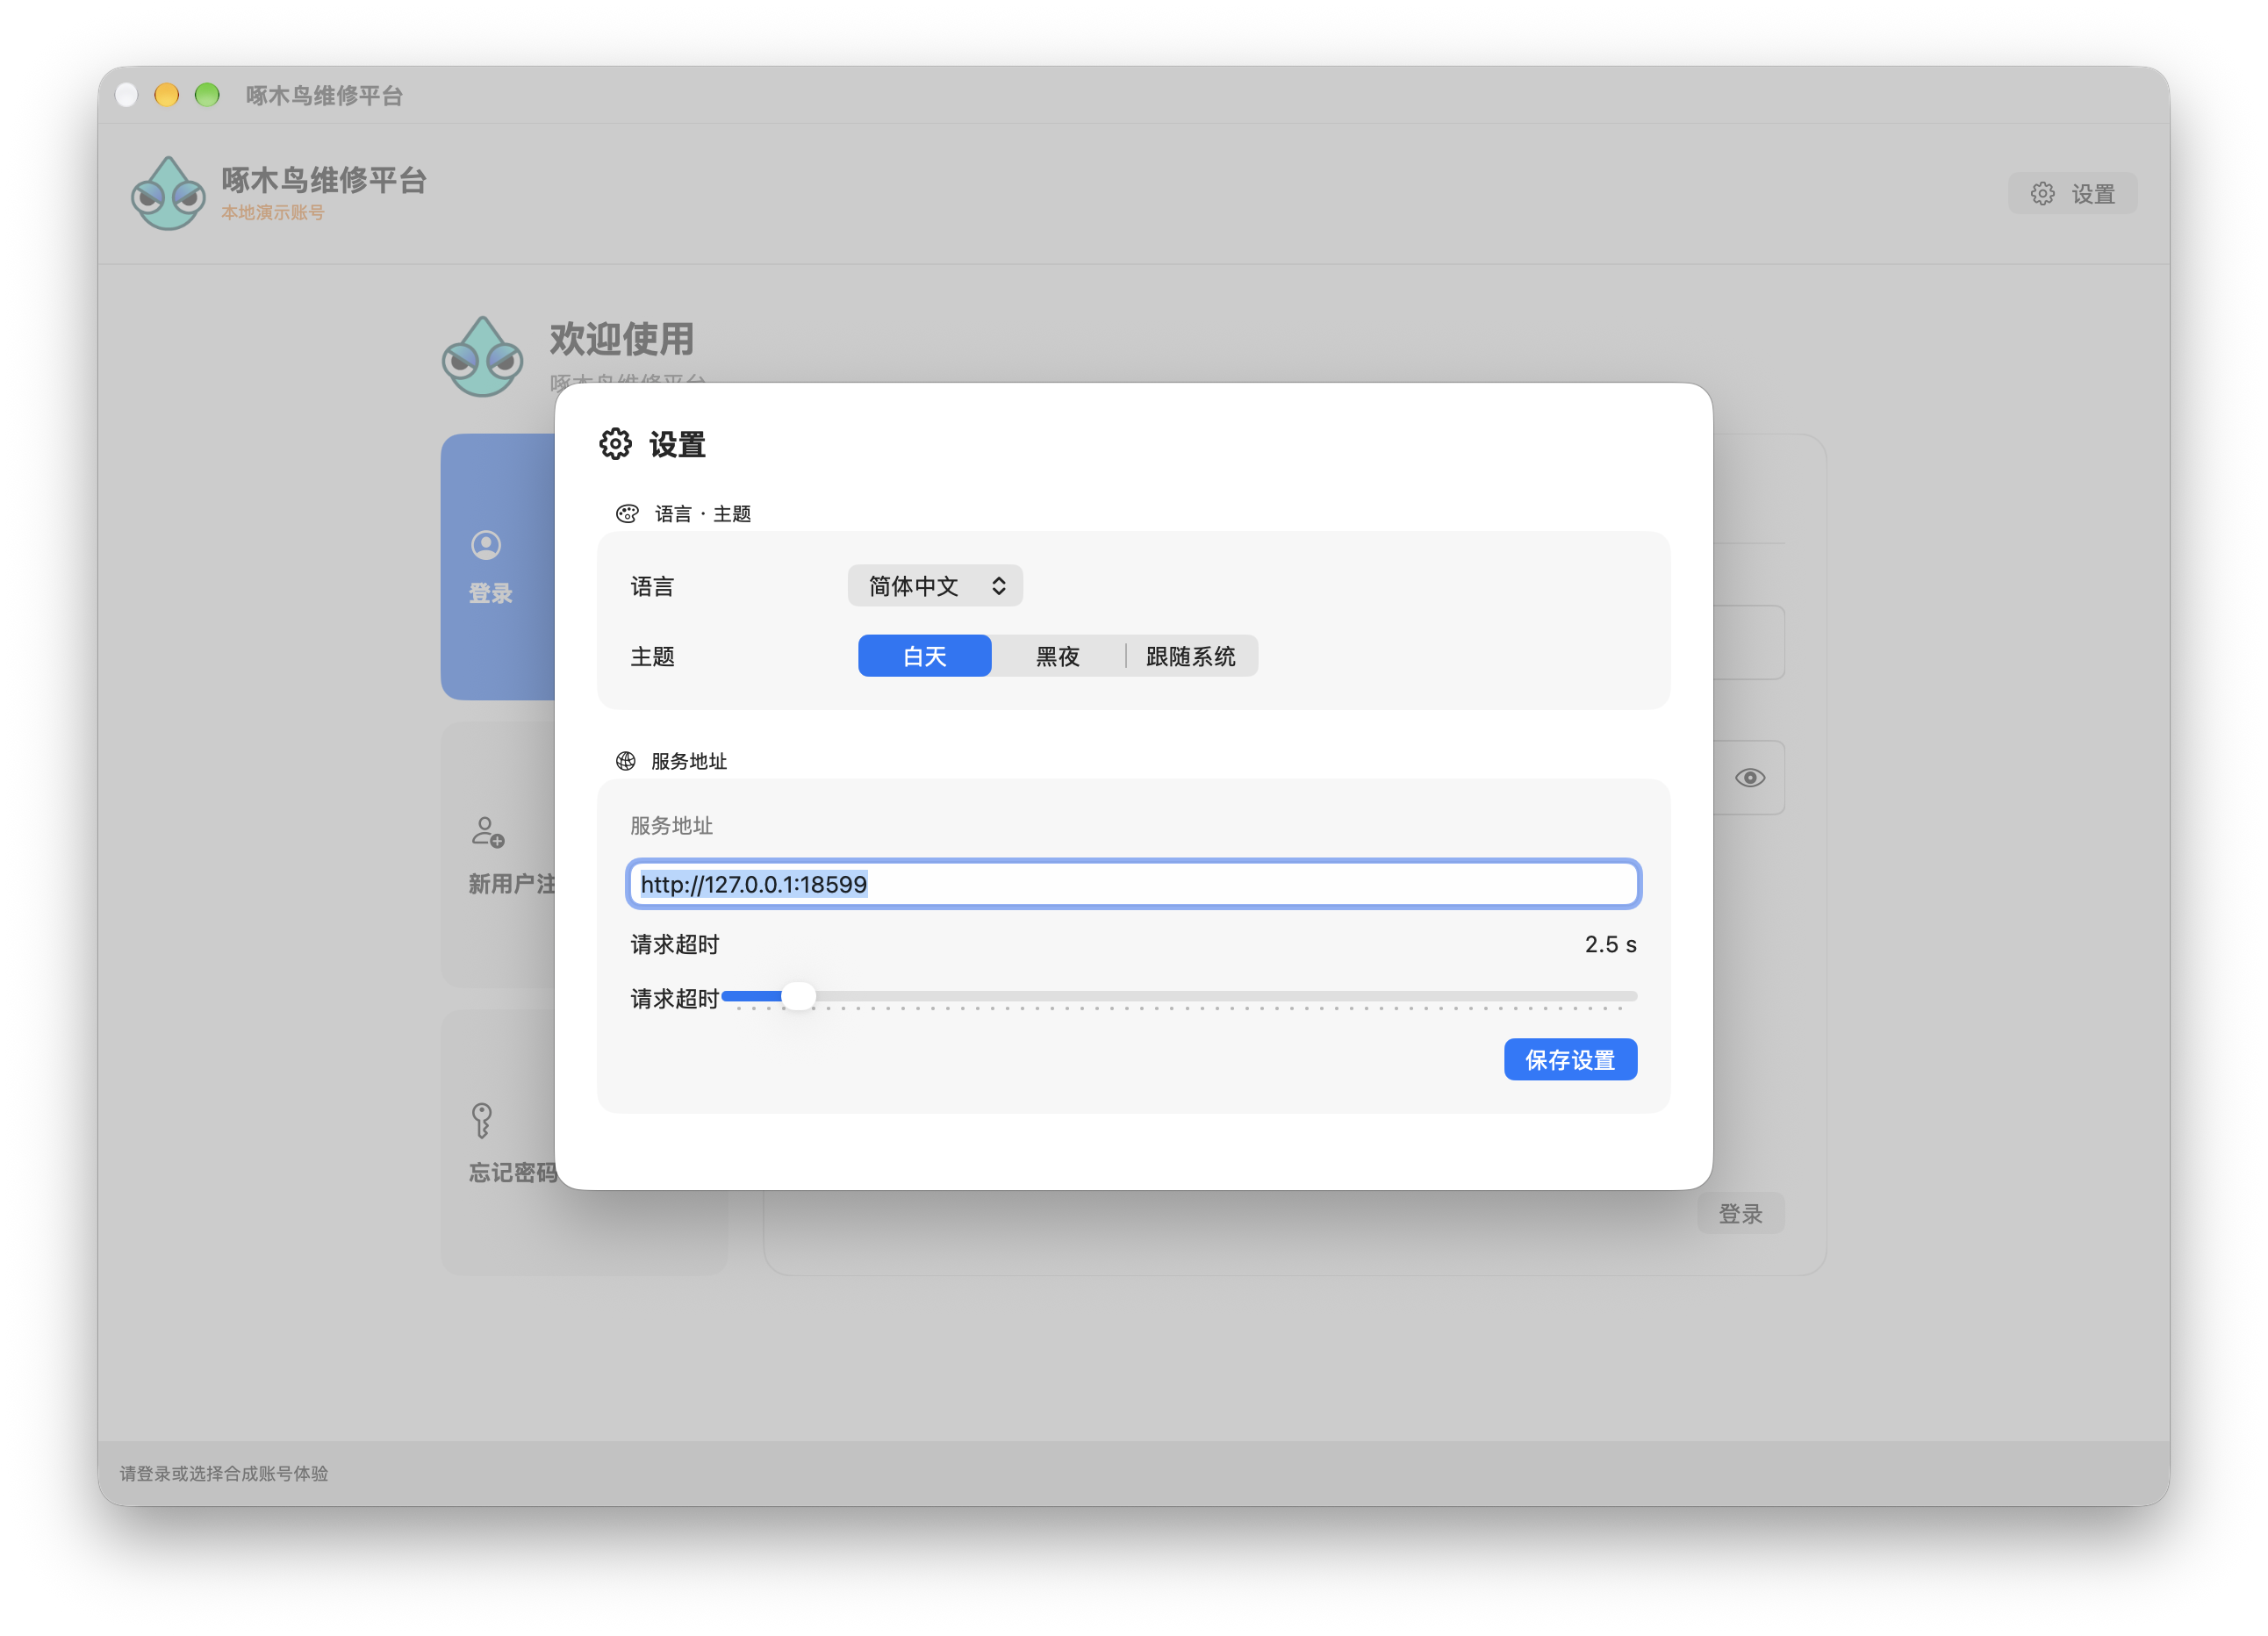 啄木鸟维修平台
啄木鸟维修平台
本地演示账号
设置
欢迎使用
设置
语言 · 主题
登录
语言
简体中文
主题
白天
黑夜
跟随系统
服务地址
服务地址
新用户注
http://127.0.0.1:18599
请求超时
2.5 s
请求超时
保存设置
忘记密码
登录
请登录或选择合成账号体验